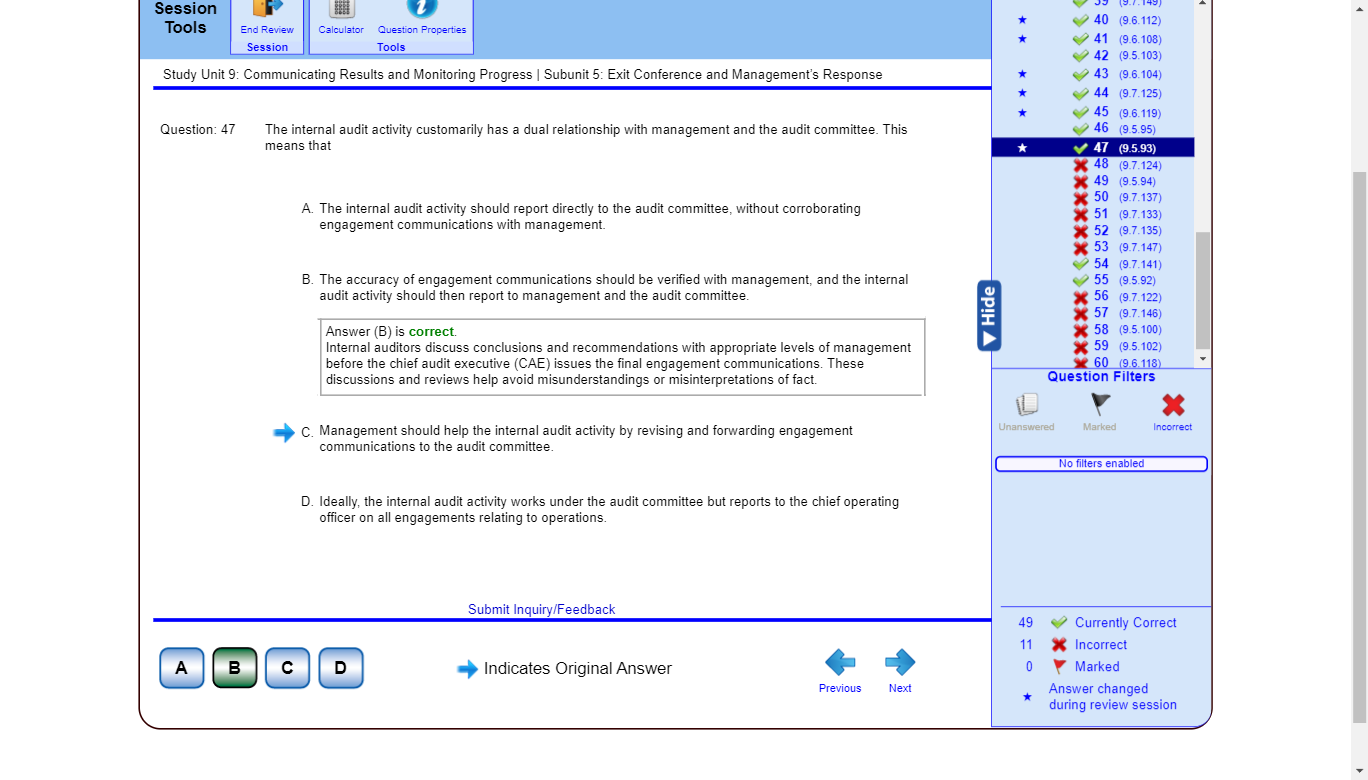 Session
Tools
End Review
Session
Calculator
Question Properties
Tools
Study Unit 9: Communicating Results and Monitoring Progress | Subunit 5: Exit Conference and Management's Response
Question: 47
The internal audit activity customarily has a dual relationship with management and the audit committee. This
means that
A. The internal audit activity should report directly to the audit committee, without corroborating
engagement communications with management.
B. The accuracy of engagement communications should be verified with management, and the internal
audit activity should then report to management and the audit committee.
Answer (B) is correct.
Internal auditors discuss conclusions and recommendations with appropriate levels of management
before the chief audit executive (CAE) issues the final engagement communications. These
discussions and reviews help avoid misunderstandings or misinterpretations of fact.
C. Management should help the internal audit activity by revising and forwarding engagement
communications to the audit committee.
D. Ideally, the internal audit activity works under the audit committee but reports to the chief operating
officer on all engagements relating to operations.
Submit Inquiry/Feedback
A B C D
Indicates Original Answer
Previous
Next
Hide
39 (9.7.149)
40 (9.6.112)
41 (9.6.108)
42 (9.5.103)
43 (9.6.104)
44 (9.7.125)
45 (9.6.119)
46 (9.5.95)
47 (9.5.93)
48 (9.7.124)
49 (9.5.94)
50 (9.7.137)
51 (9.7.133)
52 (9.7.135)
53 (9.7.147)
54 (9.7.141)
55 (9.5.92)
56 (9.7.122)
57 (9.7.146)
58 (9.5.100)
59 (9.5.102)
60 (9.6.118)
Question Filters
Unanswered
Marked
Incorrect
No filters enabled
49 Currently Correct
11 Incorrect
0 Marked
Answer changed
during review session